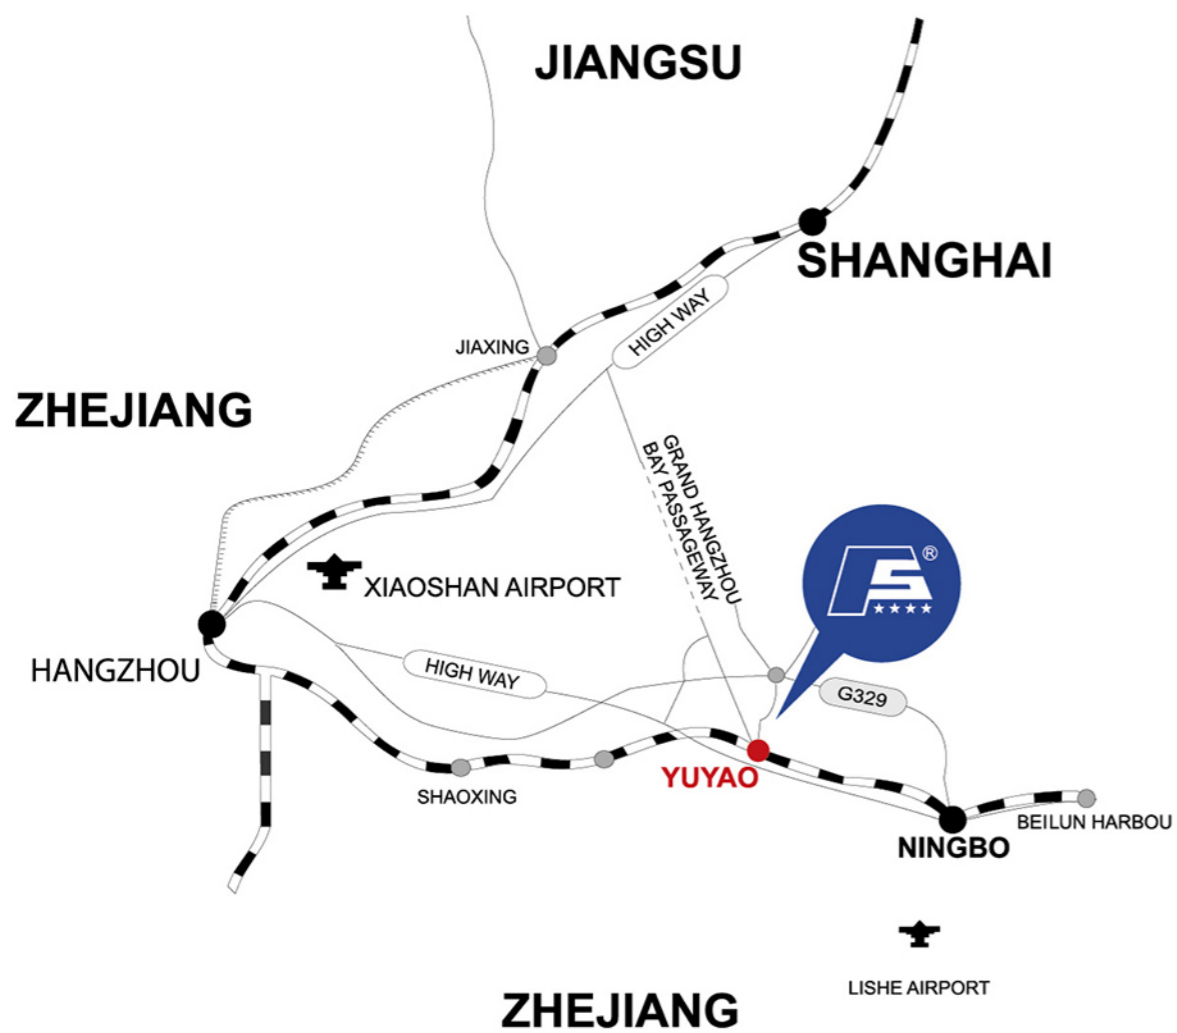 JIANGSU
SHANGHAI
HIGH WAY
JIAXING
ZHEJIANG
GRAND HANGZHOU
BAY PASSAGEWAY
FS®
★★★★
XIAOSHAN AIRPORT
HANGZHOU
HIGH WAY
G329
YUYAO
SHAOXING
BEILUN HARBOU
NINGBO
LISHE AIRPORT
ZHEJIANG